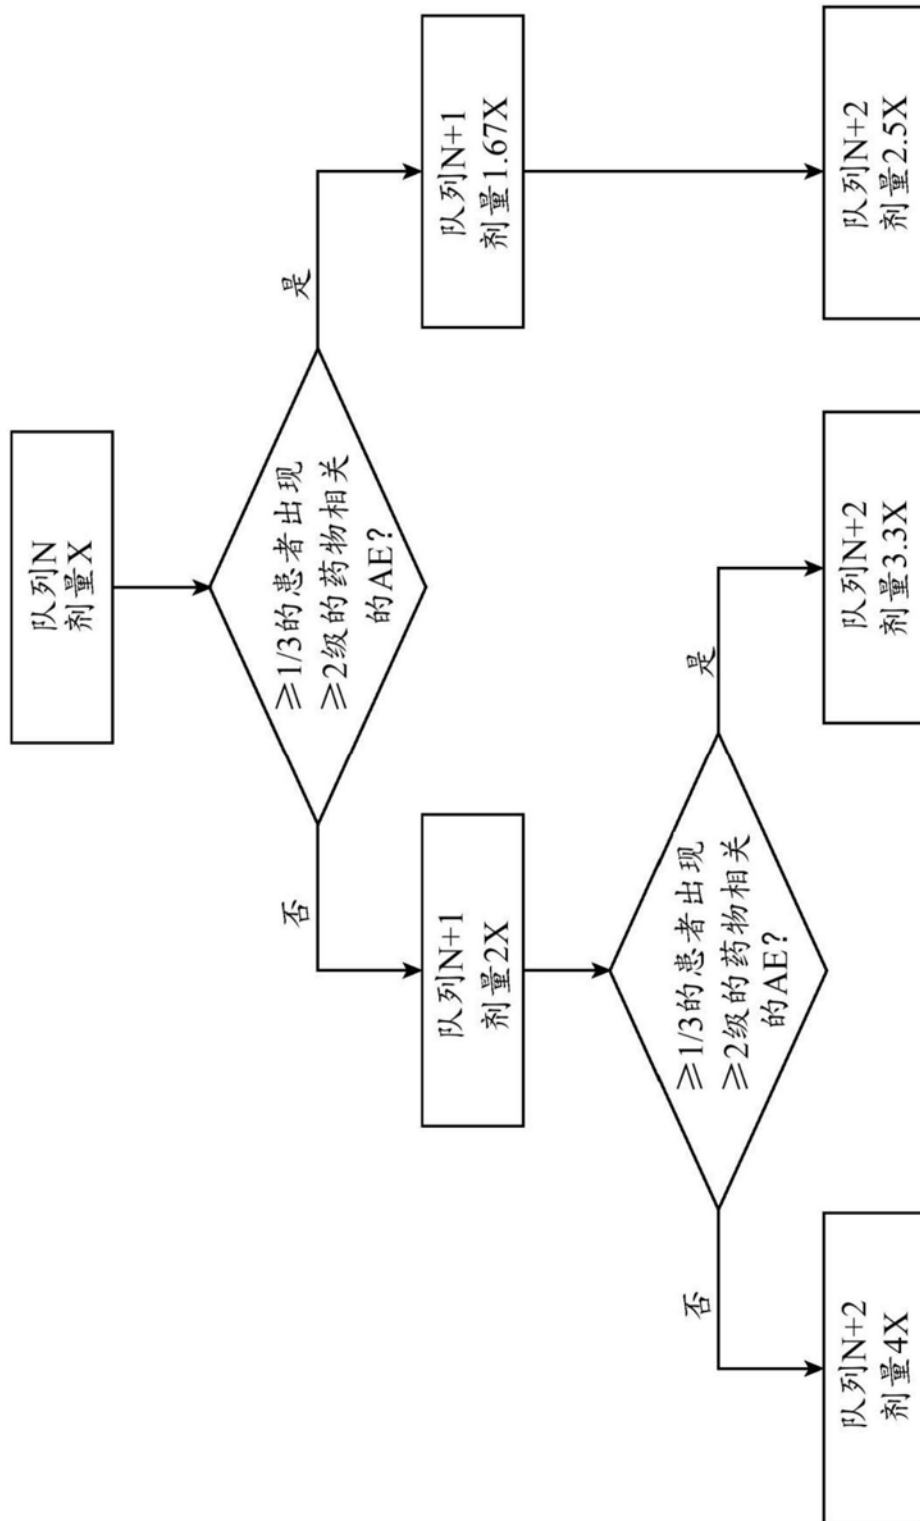 队列N
剂量X
≥1/3的患者出现
≥2级的药物相关
的AE?
否
是
队列N+1
剂量2X
队列N+1
剂量1.67X
≥1/3的患者出现
≥2级的药物相关
的AE?
否
是
队列N+2
剂量4X
队列N+2
剂量3.3X
队列N+2
剂量2.5X